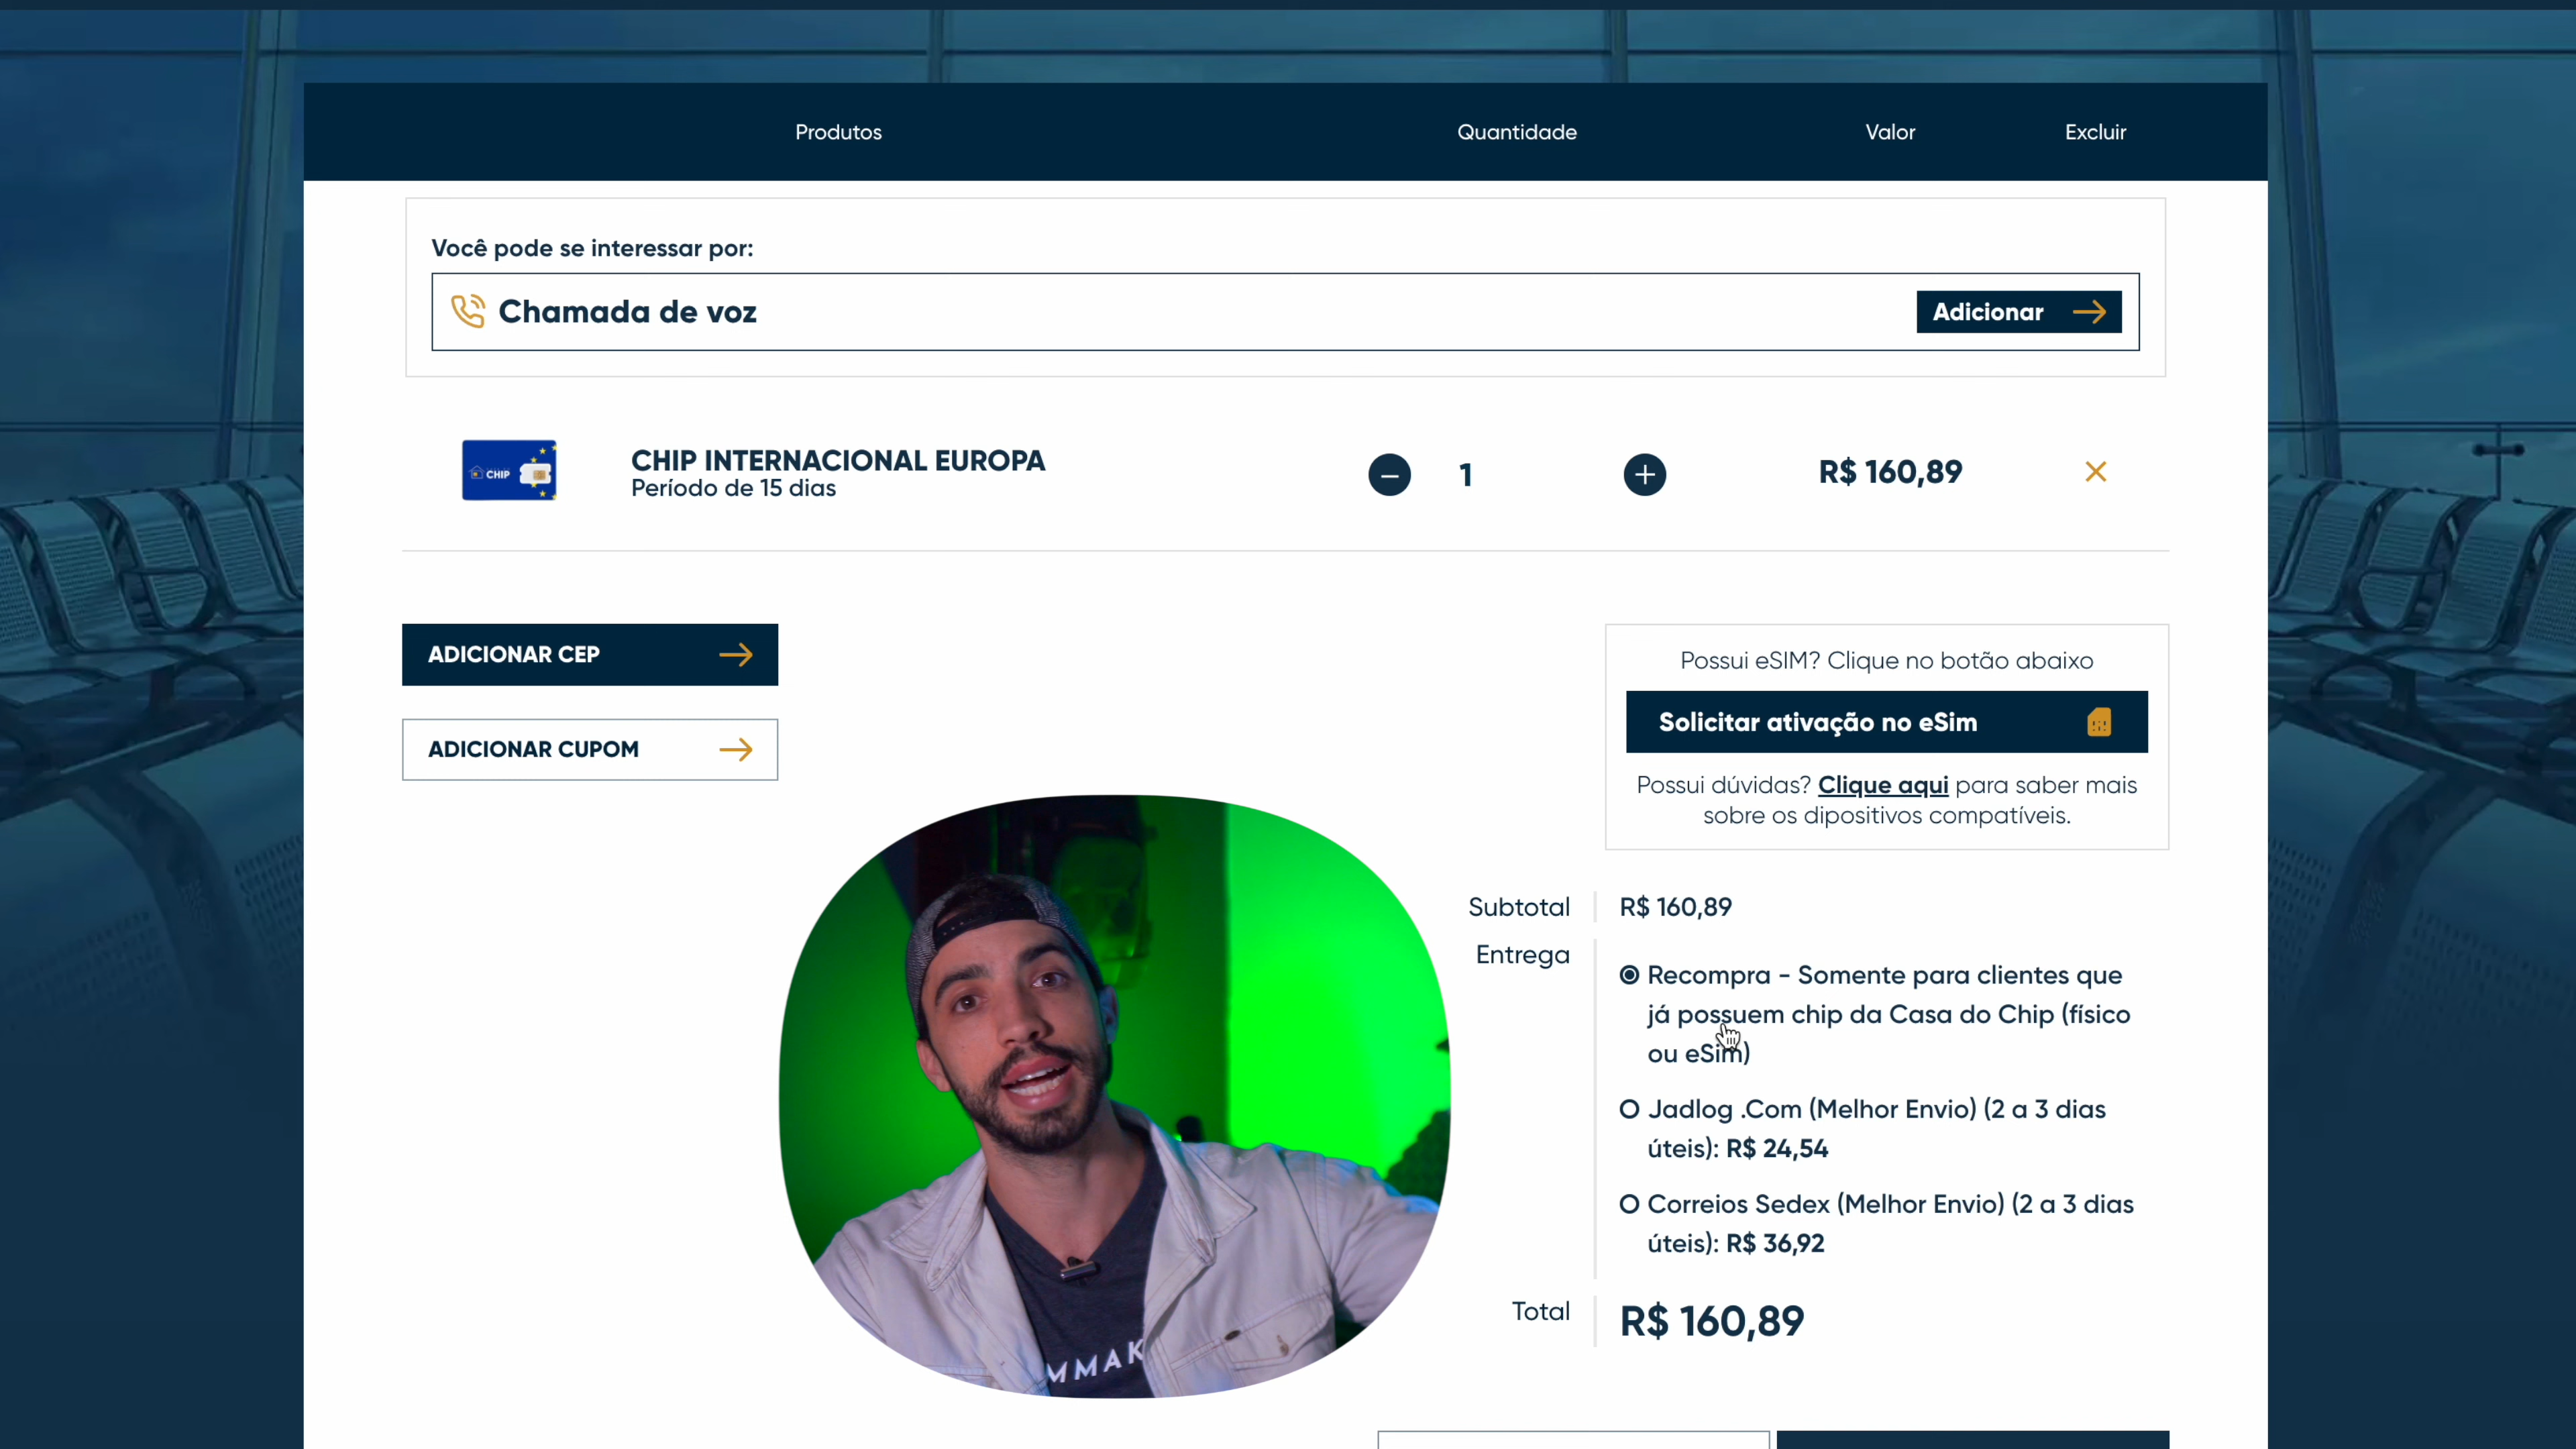 Produtos Quantidade Valor Excluir
Você pode se interessar por:
Chamada de voz Adicionar
CHIP
CHIP INTERNACIONAL EUROPA
Período de 15 dias
1
R$ 160,89
ADICIONAR CEP
ADICIONAR CUPOM
Possui eSIM? Clique no botão abaixo
Solicitar ativação no eSim
Possui dúvidas? Clique aqui para saber mais
sobre os dipositivos compatíveis.
Subtotal R$ 160,89
Entrega
Recompra - Somente para clientes que
já possuem chip da Casa do Chip (físico
ou eSim)
Jadlog .Com (Melhor Envio) (2 a 3 dias
úteis): R$ 24,54
Correios Sedex (Melhor Envio) (2 a 3 dias
úteis): R$ 36,92
Total R$ 160,89
MMAK